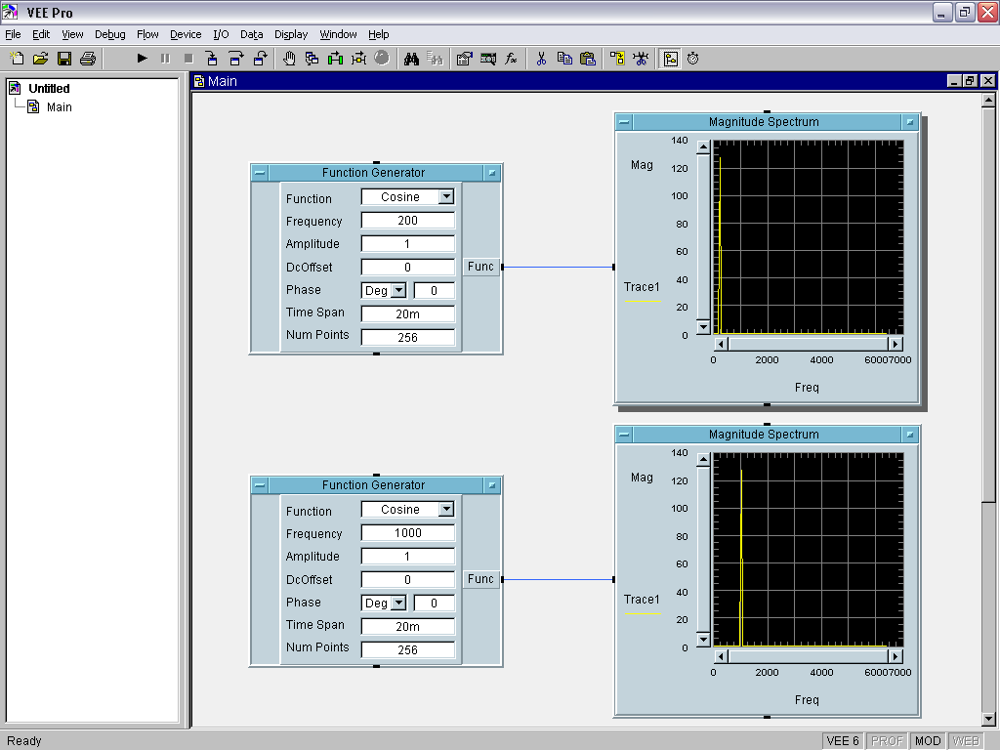 VEE Pro
File Edit View Debug Flow Device I/O Data Display Window Help
Untitled
Main
Main
Function Generator
Function Cosine
Frequency 200
Amplitude 1
DcOffset 0
Phase Deg 0
Time Span 20m
Num Points 256
Func
Magnitude Spectrum
Mag
140
120
100
80
60
40
20
0
Trace1
0 2000 4000 6000 7000
Freq
Function Generator
Function Cosine
Frequency 1000
Amplitude 1
DcOffset 0
Phase Deg 0
Time Span 20m
Num Points 256
Func
Magnitude Spectrum
Mag
140
120
100
80
60
40
20
0
Trace1
0 2000 4000 6000 7000
Freq
Ready VEE 6 PROF MOD WEB